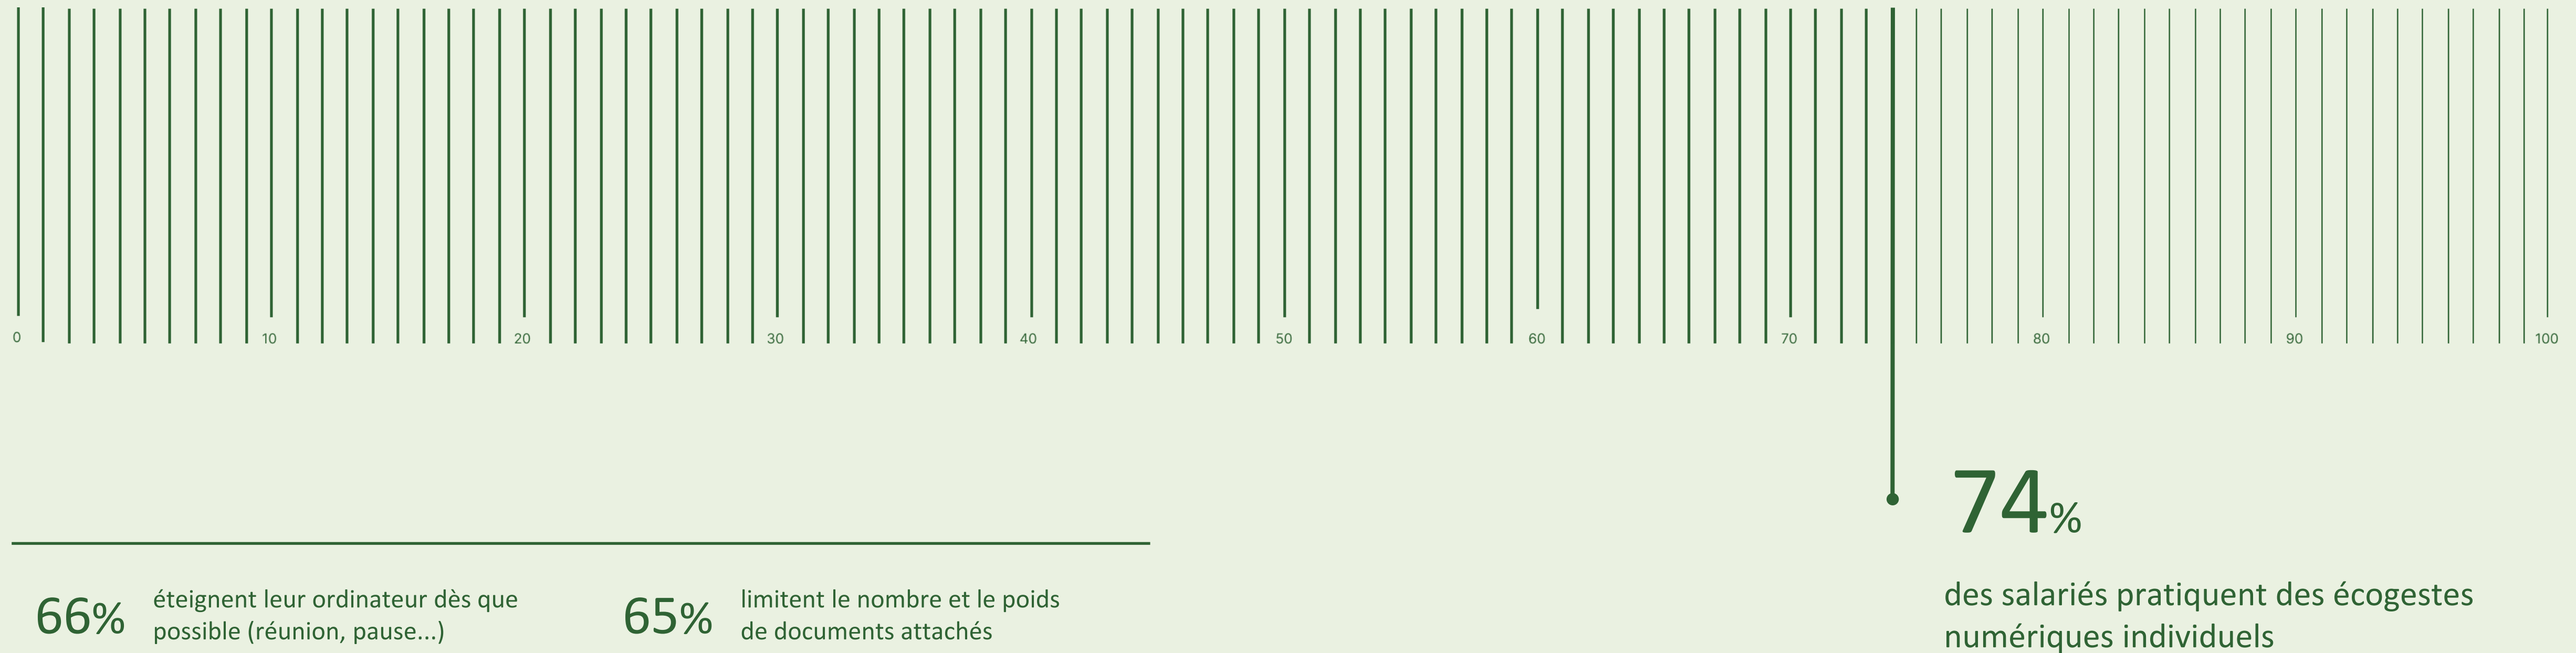 0 10 20 30 40 50 60 70 80 90 100
74%
des salariés pratiquent des écogestes
numériques individuels
66% éteignent leur ordinateur dès que
possible (réunion, pause...)
65% limitent le nombre et le poids
de documents attachés